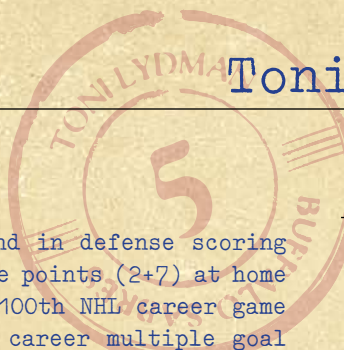 Toni
TONI LYDMAN
5
nd in defense scoring
e points (2+7) at home
100th NHL career game
career multiple goal